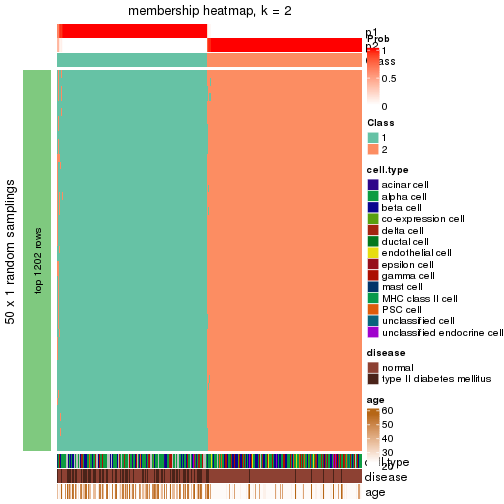 membership heatmap, k = 2
p1
p2
Class
50 x 1 random samplings
top 1202 rows
Prob
1
0.5
0
Class
1
2
cell.type
acinar cell
alpha cell
beta cell
co-expression cell
delta cell
ductal cell
endothelial cell
epsilon cell
gamma cell
mast cell
MHC class II cell
PSC cell
unclassified cell
unclassified endocrine cell
disease
normal
type II diabetes mellitus
age
60
50
40
30
20
cell.type
disease
age